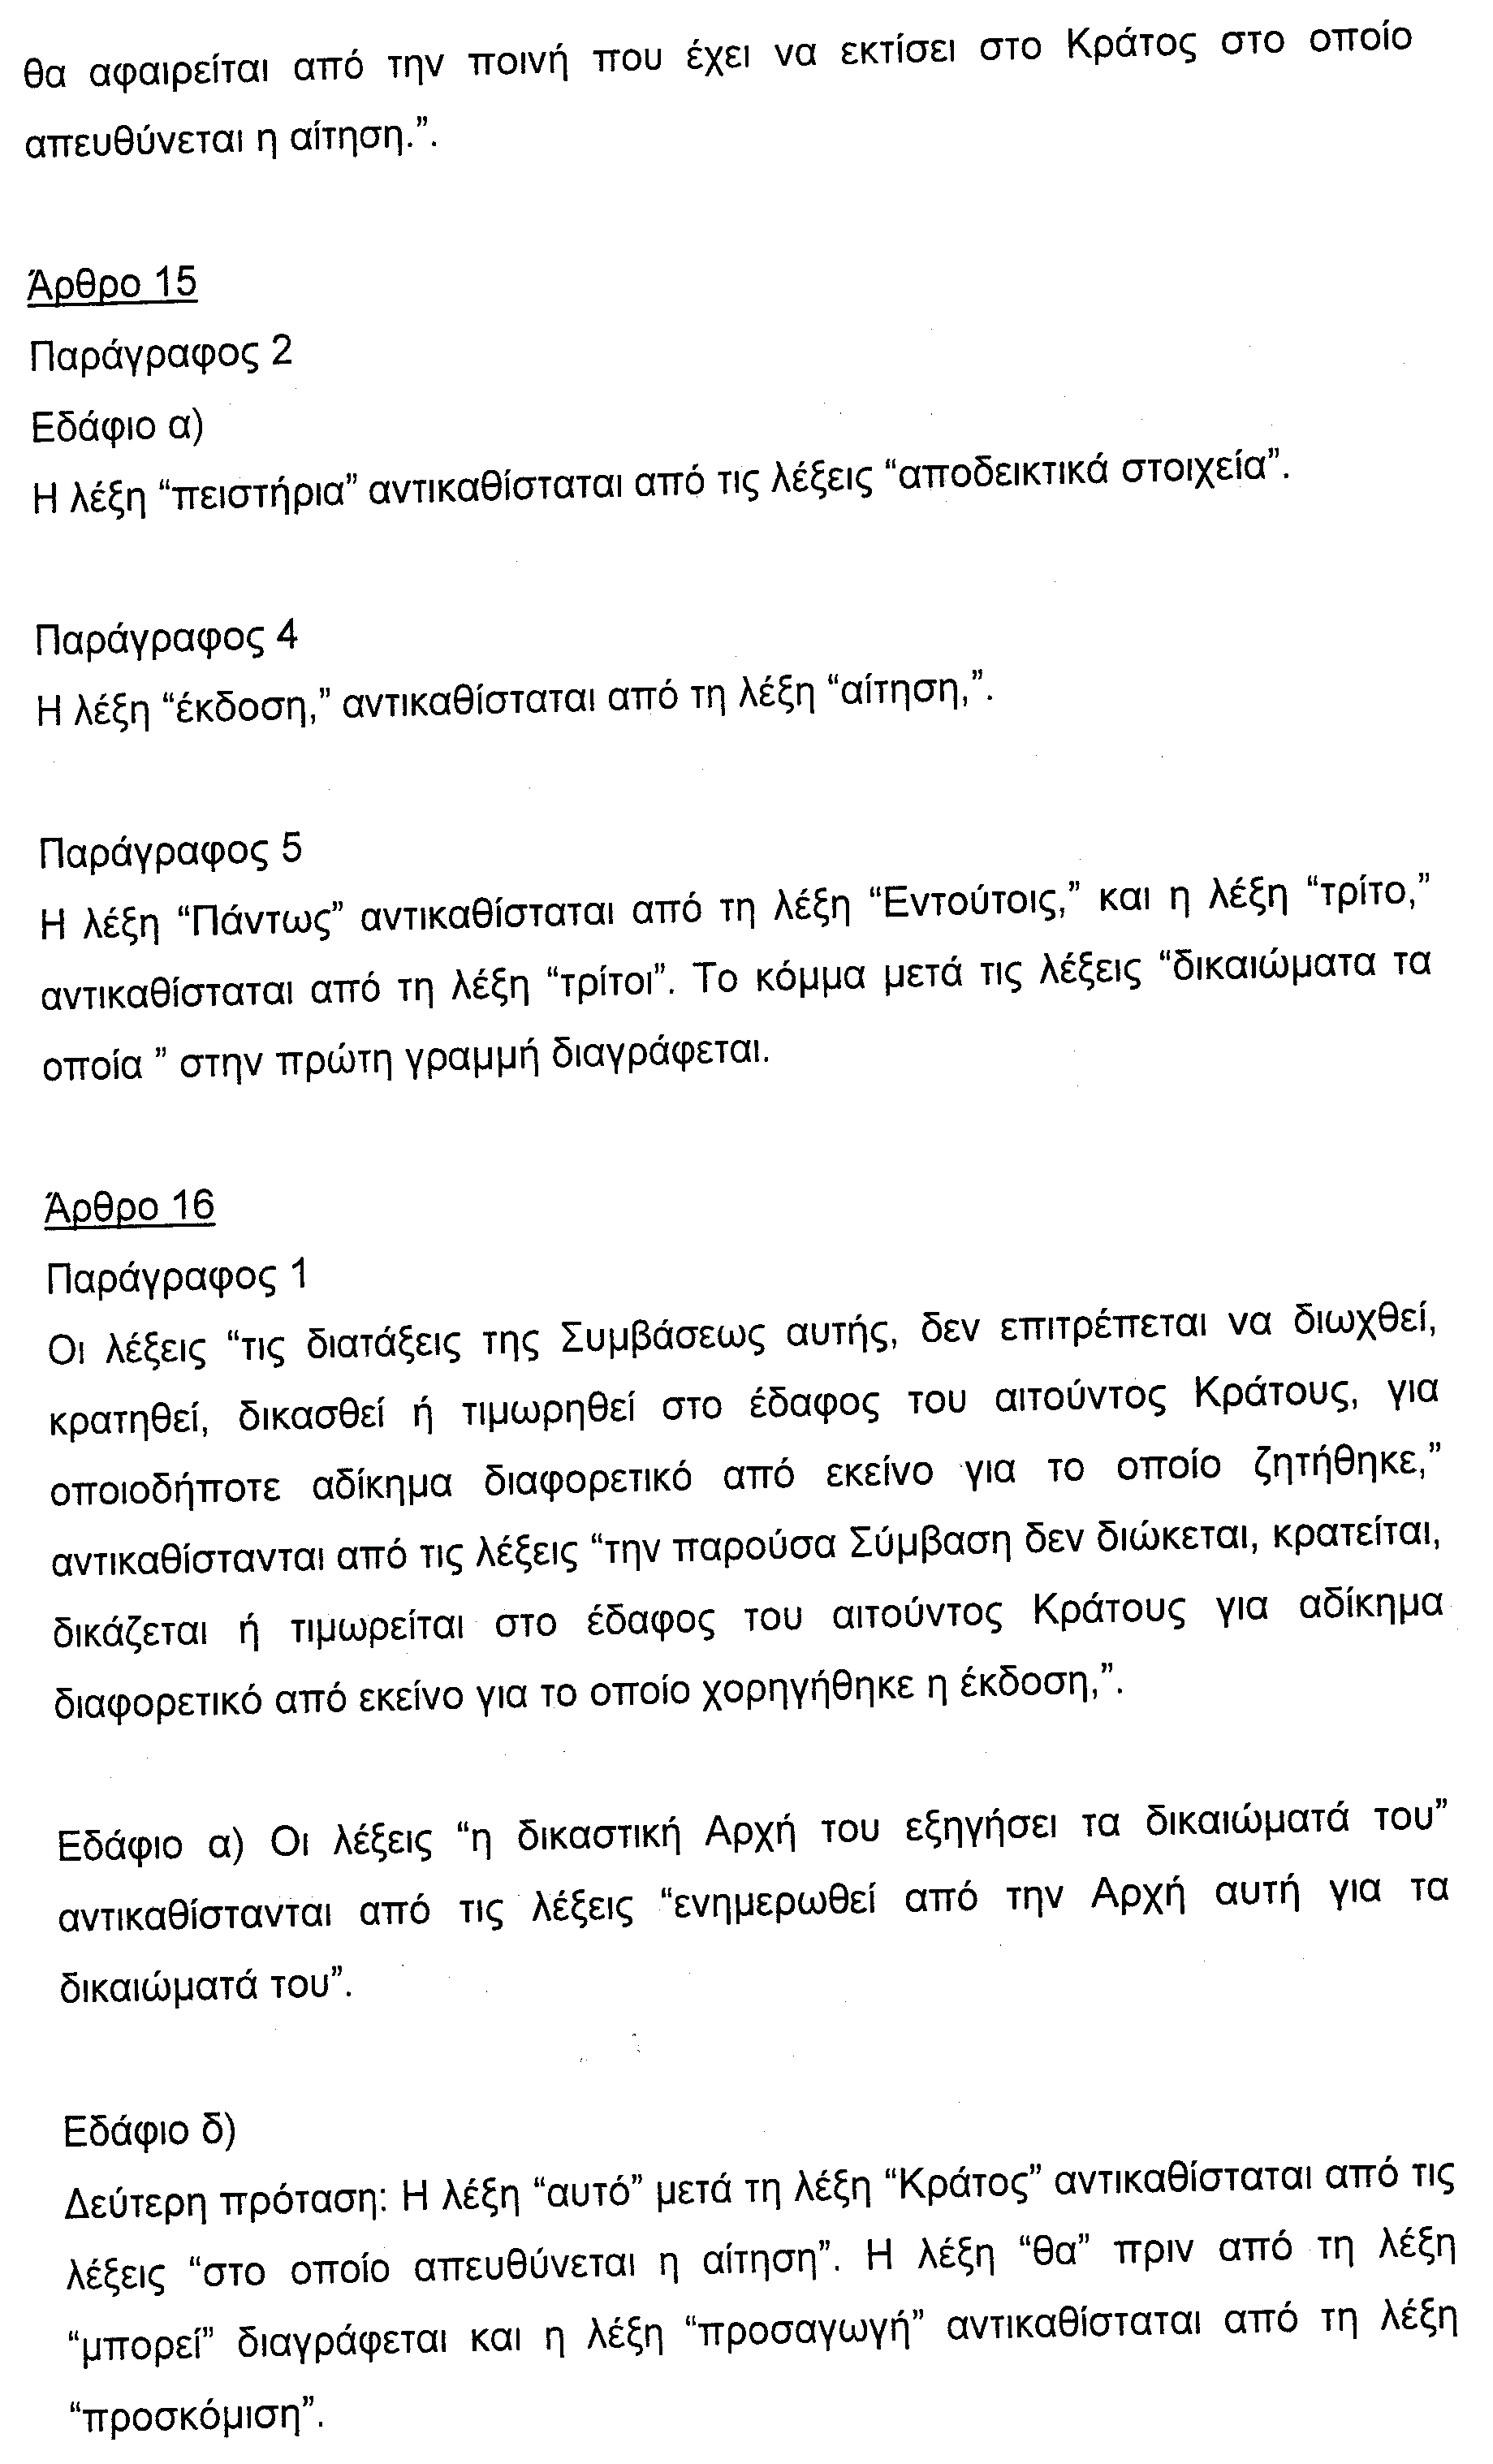 θα αφαιρείται από την ποινή που έχει να εκτίσει στο Κράτος στο οποίο
απευθύνεται η αίτηση.”.
Άρθρο 15
Παράγραφος 2
Εδάφιο α)
Η λέξη “πειστήρια” αντικαθίσταται από τις λέξεις “αποδεικτικά στοιχεία”.
Παράγραφος 4
Η λέξη “έκδοση,” αντικαθίσταται από τη λέξη “αίτηση,”.
Παράγραφος 5
Η λέξη “Πάντως” αντικαθίσταται από τη λέξη “Εντούτοις,” και η λέξη “τρίτο,”
αντικαθίσταται από τη λέξη “τρίτοι”. Το κόμμα μετά τις λέξεις “δικαιώματα τα
οποία ” στην πρώτη γραμμή διαγράφεται.
Άρθρο 16
Παράγραφος 1
Οι λέξεις “τις διατάξεις της Συμβάσεως αυτής, δεν επιτρέπεται να διωχθεί,
κρατηθεί, δικασθεί ή τιμωρηθεί στο έδαφος του αιτούντος Κράτους, για
οποιοδήποτε αδίκημα διαφορετικό από εκείνο για το οποίο ζητήθηκε,”
αντικαθίστανται από τις λέξεις “την παρούσα Σύμβαση δεν διώκεται, κρατείται,
δικάζεται ή τιμωρείται στο έδαφος του αιτούντος Κράτους για αδίκημα
διαφορετικό από εκείνο για το οποίο χορηγήθηκε η έκδοση,”.
Εδάφιο α) Οι λέξεις “η δικαστική Αρχή του εξηγήσει τα δικαιώματά του”
αντικαθίστανται από τις λέξεις “ενημερωθεί από την Αρχή αυτή για τα
δικαιώματά του”.
Εδάφιο δ)
Δεύτερη πρόταση: Η λέξη “αυτό” μετά τη λέξη “Κράτος” αντικαθίσταται από τις
λέξεις “στο οποίο απευθύνεται η αίτηση”. Η λέξη “θα” πριν από τη λέξη
“μπορεί” διαγράφεται και η λέξη “προσαγωγή” αντικαθίσταται από τη λέξη
“προσκόμιση”.